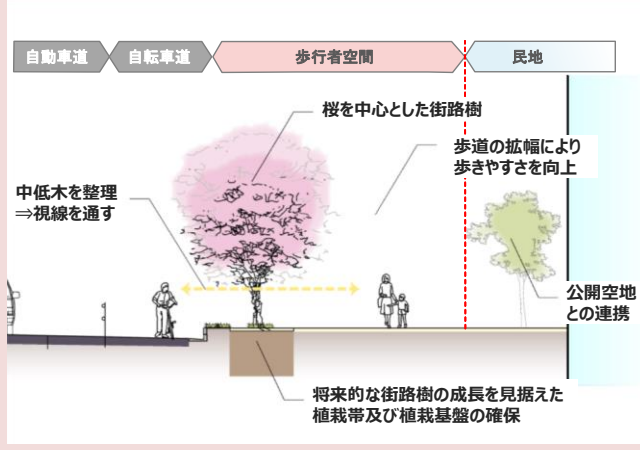 自動車道
自転車道
歩行者空間
民地
桜を中心とした街路樹
歩道の拡幅により
歩きやすさを向上
中低木を整理
⇒視線を通す
公開空地
との連携
将来的な街路樹の成長を見据えた
植栽帯及び植栽基盤の確保